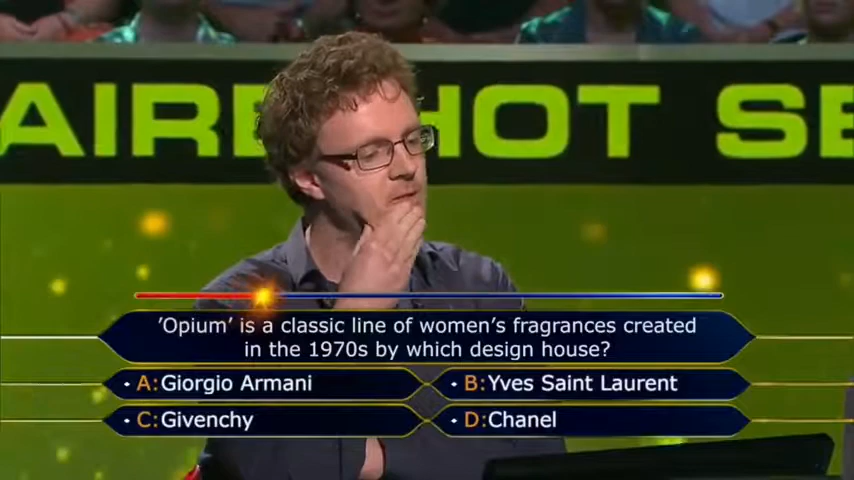 AIRE HOT SE
'Opium' is a classic line of women's fragrances created
in the 1970s by which design house?
A: Giorgio Armani
B: Yves Saint Laurent
C: Givenchy
D: Chanel